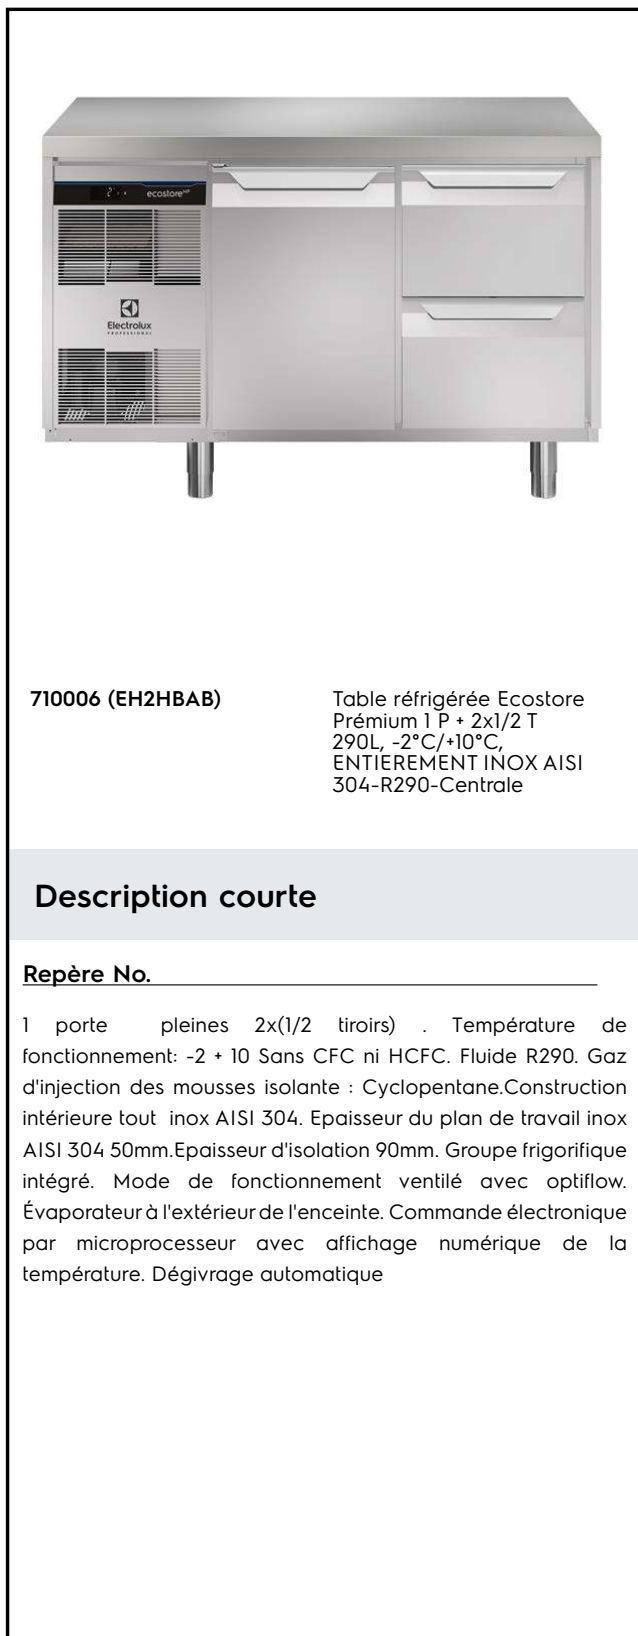 ecostore
Electrolux
PROFESSIONAL
710006 (EH2HBAB)
Table réfrigérée Ecostore
Prémium 1 P + 2x1/2 T
290L, -2°C/+10°C,
ENTIEREMENT INOX AISI
304-R290-Centrale
Description courte
Repère No.
1 porte pleines 2x(1/2 tiroirs) . Température de
fonctionnement: -2 + 10 Sans CFC ni HCFC. Fluide R290. Gaz
d'injection des mousses isolante : Cyclopentane.Construction
intérieure tout inox AISI 304. Epaisseur du plan de travail inox
AISI 304 50mm.Epaisseur d'isolation 90mm. Groupe frigorifique
intégré. Mode de fonctionnement ventilé avec optiflow.
Évaporateur à l'extérieur de l'enceinte. Commande électronique
par microprocesseur avec affichage numérique de la
température. Dégivrage automatique